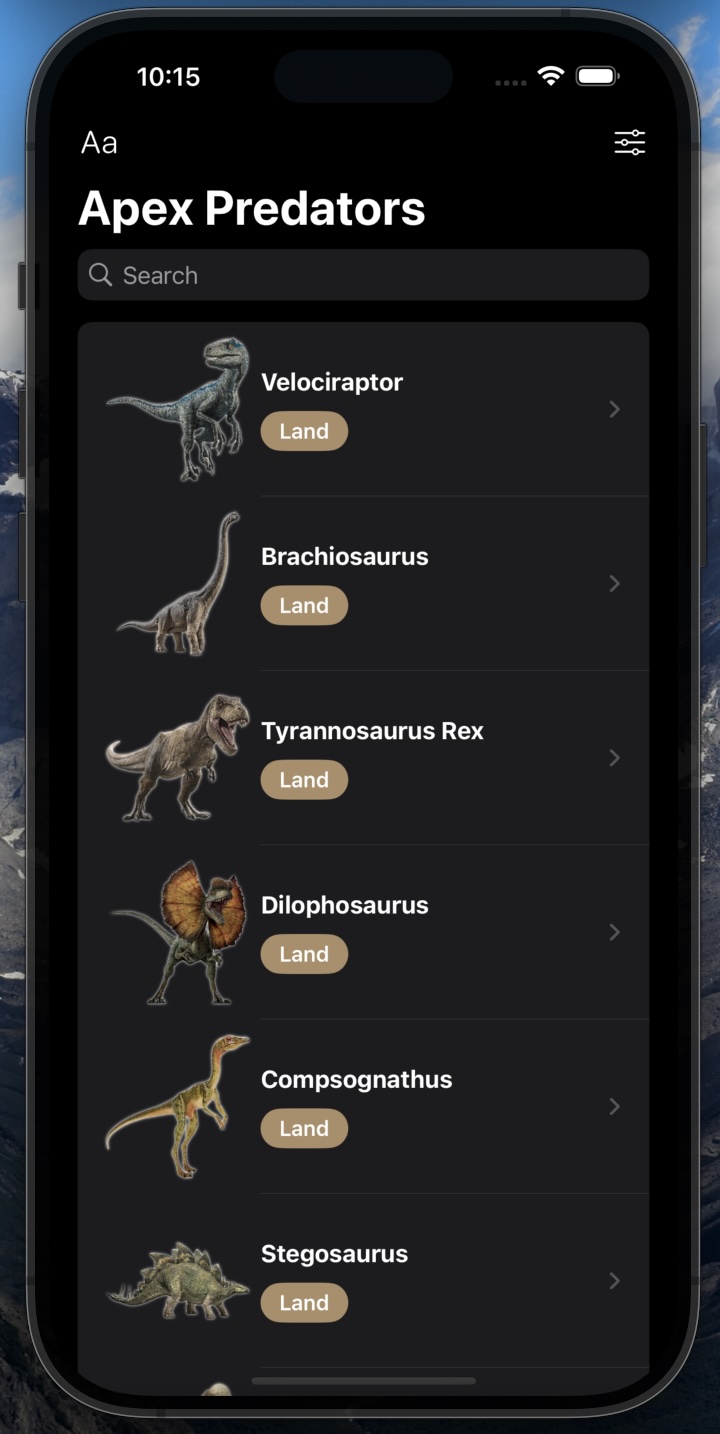 10:15
Aa
Apex Predators
Search
Velociraptor
Land
Brachiosaurus
Land
Tyrannosaurus Rex
Land
Dilophosaurus
Land
Compsognathus
Land
Stegosaurus
Land